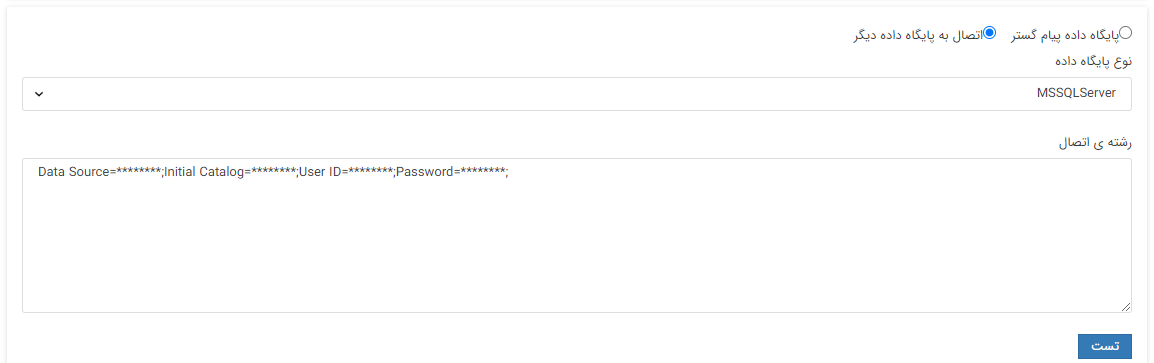 پایگاه داده پیام گستر اتصال به پایگاه داده دیگر
نوع پایگاه داده
MSSQLServer
رشته ی اتصال
Data Source=********;Initial Catalog=********;User ID=********;Password=********;
تست